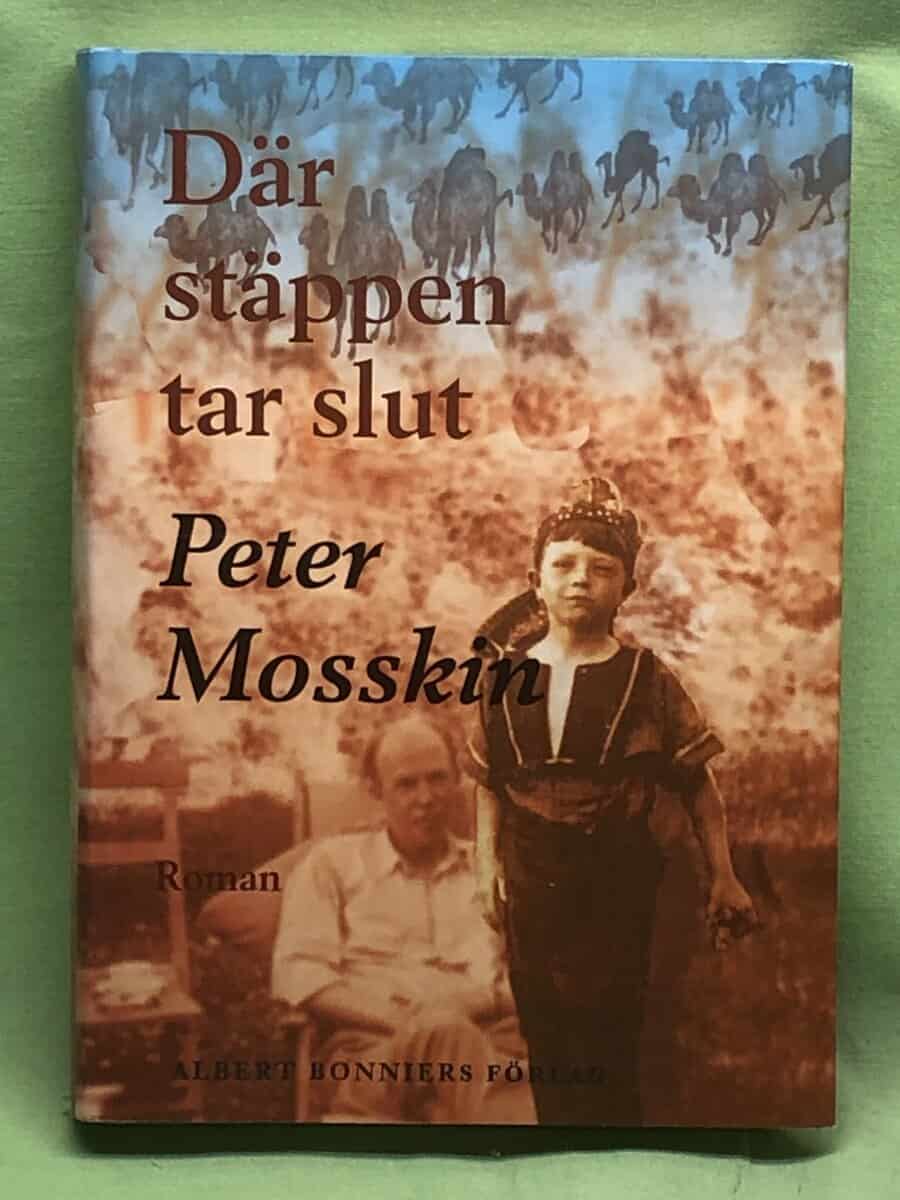 Där
stäppen
tar slut
Peter
Mosskin
Roman
ALBERT BONNIERS FÖRLAG